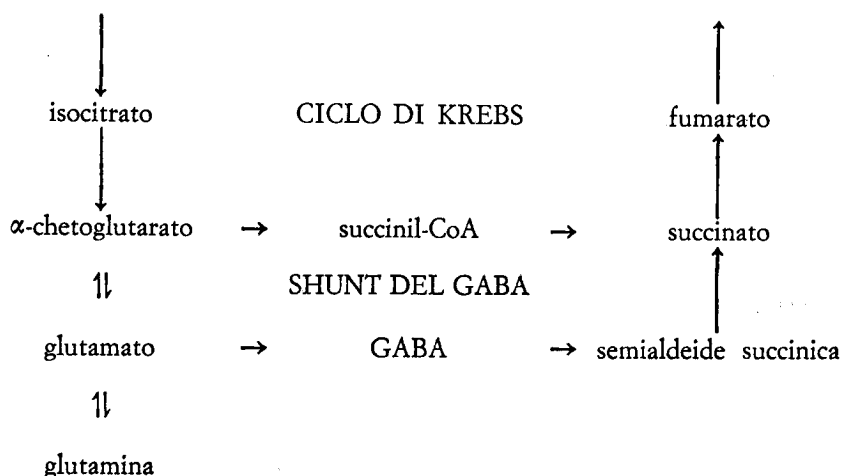 isocitrato CICLO DI KREBS fumarato
α-chetoglutarato → succinil-CoA → succinato
⥮ SHUNT DEL GABA
glutamato → GABA → semialdeide succinica
⥮
glutamina